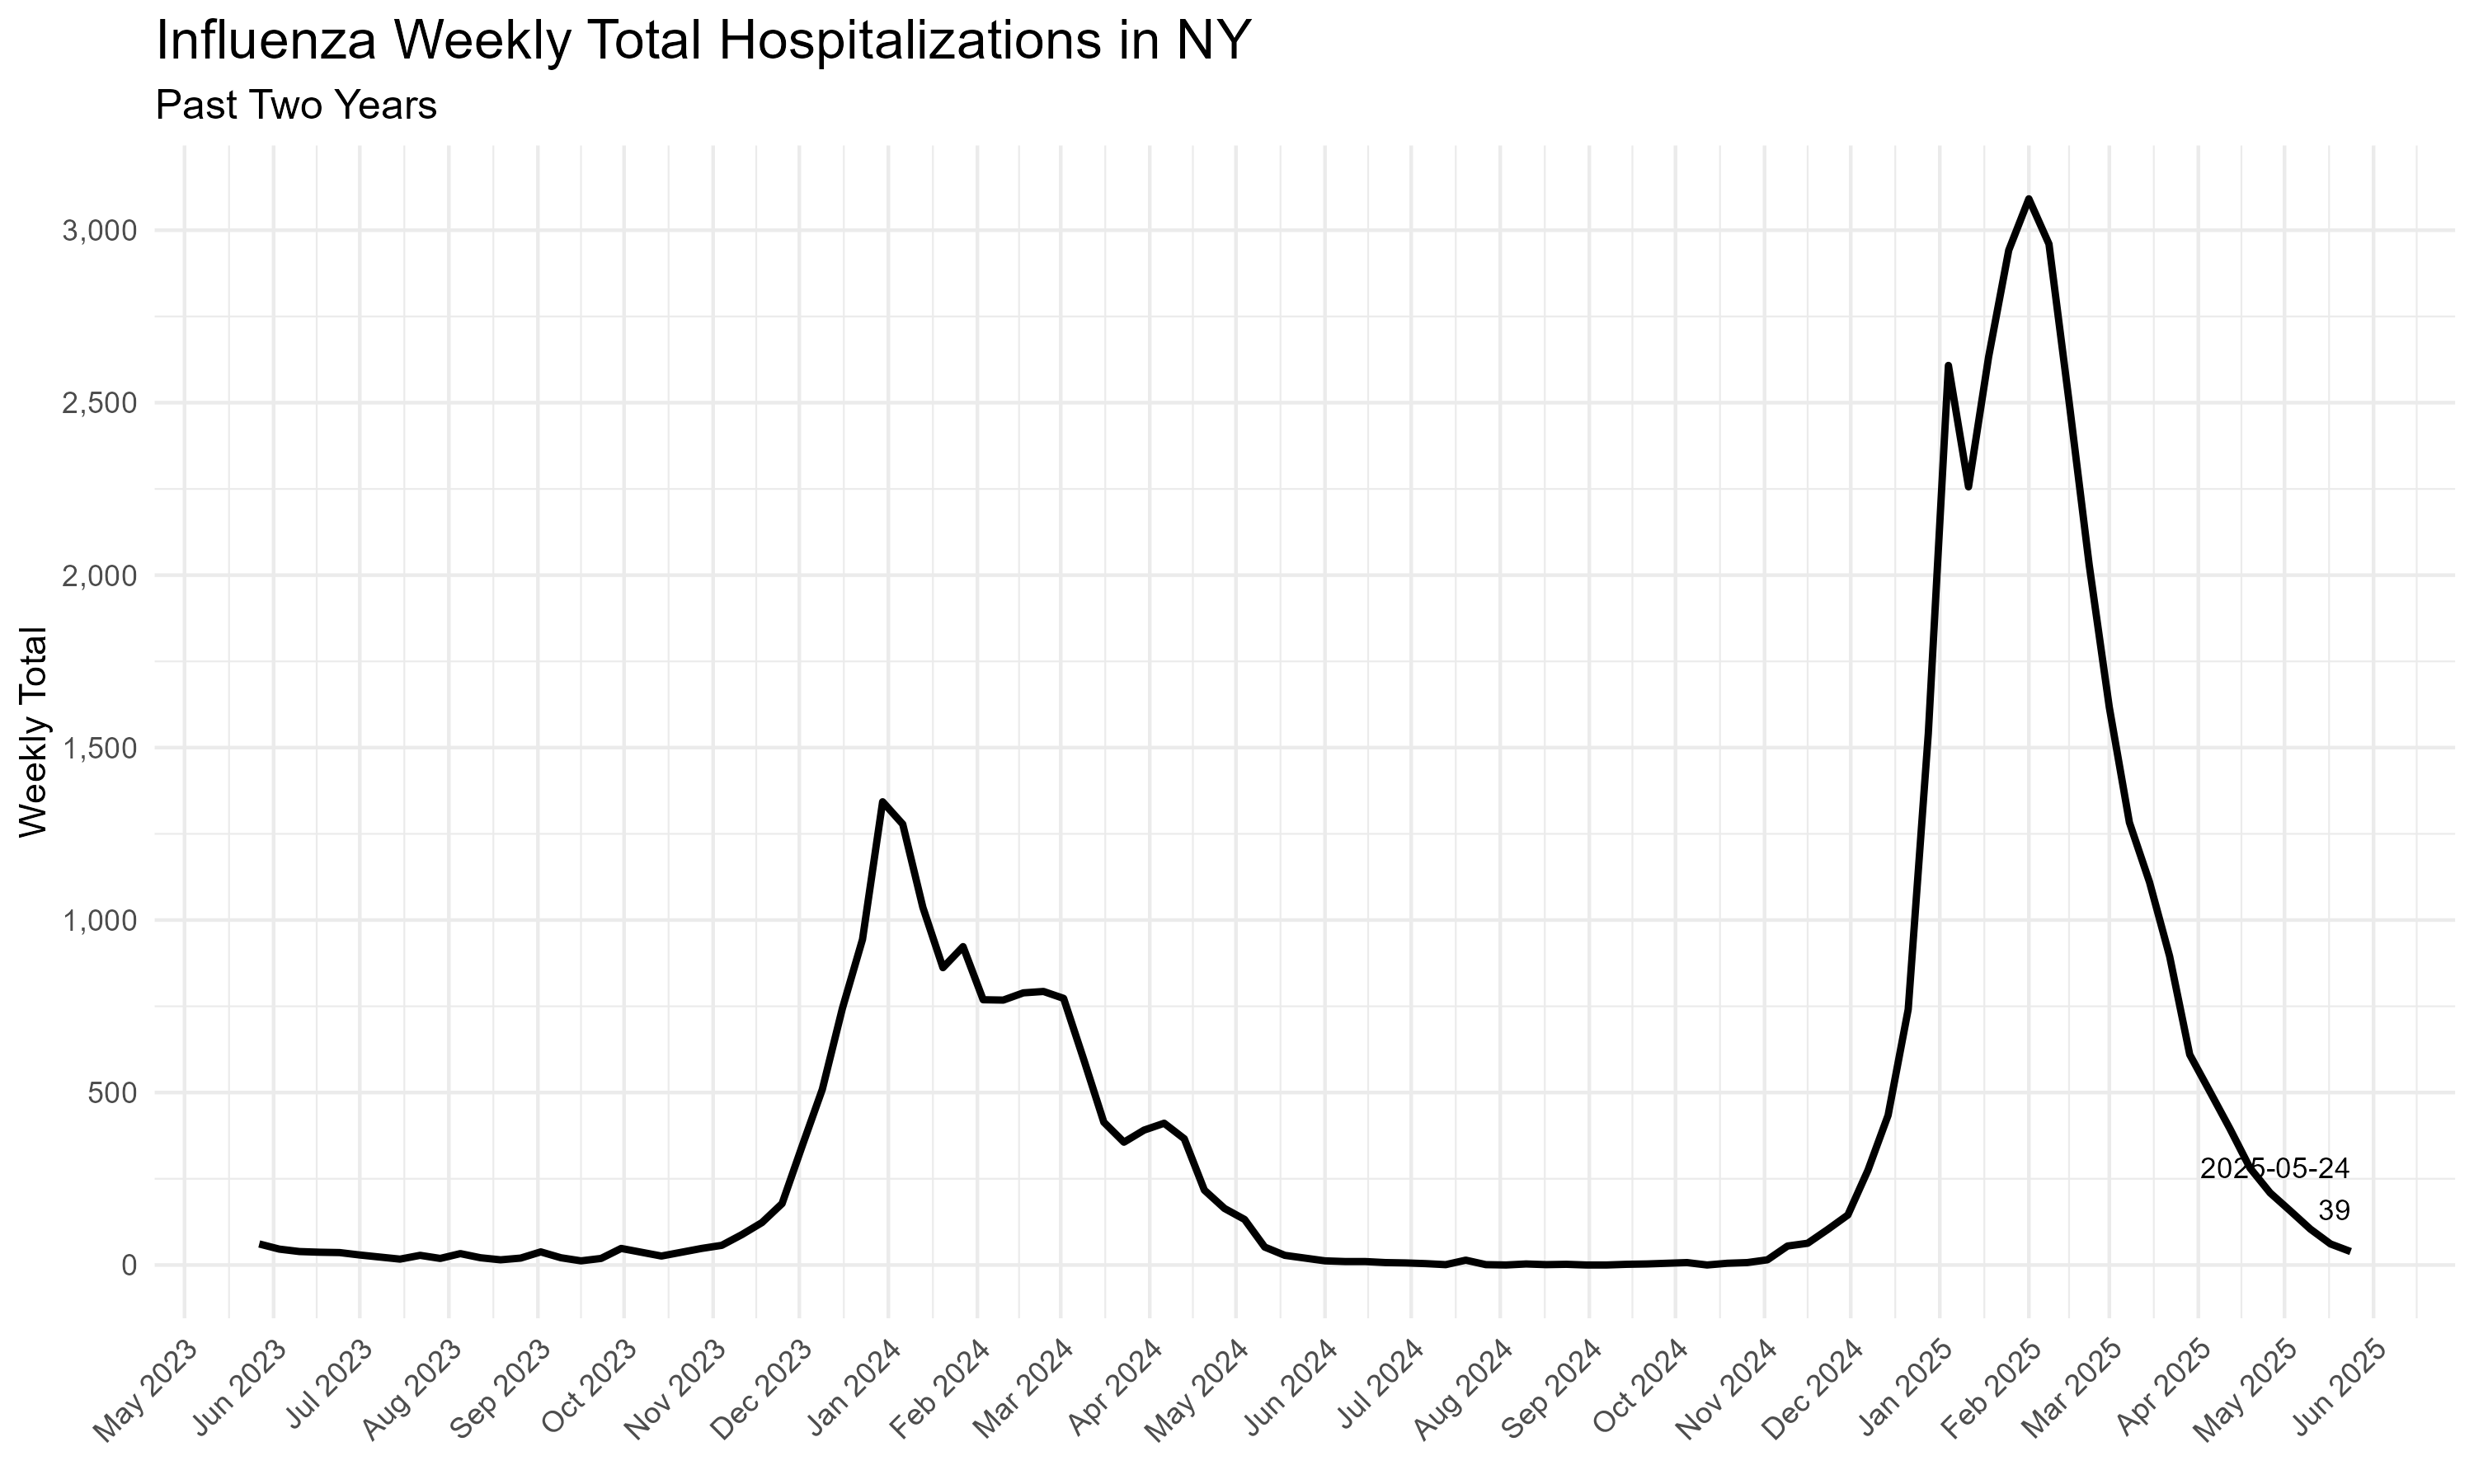 Influenza Weekly Total Hospitalizations in NY
Past Two Years
Weekly Total
3,000
2,500
2,000
1,500
1,000
500
0
2025-05-24
39
May 2023
Jun 2023
Jul 2023
Aug 2023
Sep 2023
Oct 2023
Nov 2023
Dec 2023
Jan 2024
Feb 2024
Mar 2024
Apr 2024
May 2024
Jun 2024
Jul 2024
Aug 2024
Sep 2024
Oct 2024
Nov 2024
Dec 2024
Jan 2025
Feb 2025
Mar 2025
Apr 2025
May 2025
Jun 2025